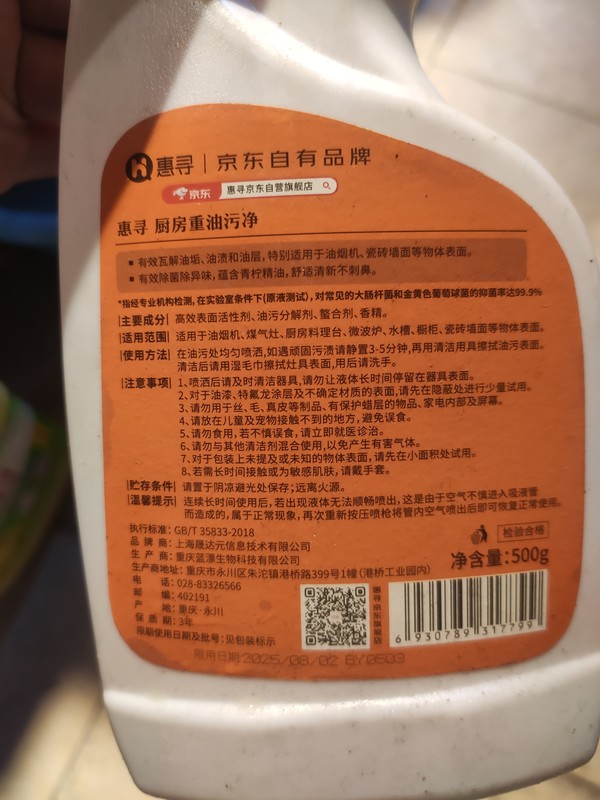 惠寻 | 京东自有品牌
京东 惠寻京东自营旗舰店
惠寻 厨房重油污净
▪ 有效瓦解油垢、油渍和油层，特别适用于油烟机、瓷砖墙面等物体表面。
▪ 有效除菌除异味，蕴含青柠精油，舒适清新不刺鼻。
*指经专业机构检测，在实验室条件下(原液测试)，对常见的大肠杆菌和金黄色葡萄球菌的抑菌率达99.9%
|主要成分| 高效表面活性剂、油污分解剂、螯合剂、香精。
|适用范围| 适用于油烟机、煤气灶、厨房料理台、微波炉、水槽、橱柜、瓷砖墙面等物体表面。
|使用方法| 在油污处均匀喷洒，如遇顽固污渍请静置3-5分钟，再用清洁用具擦拭油污表面。
清洁后请用湿毛巾擦拭灶具表面，用后请洗手。
|注意事项| 1、喷洒后请及时清洁器具，请勿让液体长时间停留在器具表面。
2、对于油漆、特氟龙涂层及不确定材质的表面，请先在隐蔽处进行少量试用。
3、请勿用于丝、毛、真皮等制品、有保护蜡层的物品、家电内部及屏幕。
4、请放在儿童及宠物接触不到的地方，避免误食。
5、请勿食用，若不慎误食，请立即就医诊治。
6、请勿与其他清洁剂混合使用，以免产生有害气体。
7、对于包装上未提及或未知的物体表面，请先在小面积处试用。
8、若需长时间接触或为敏感肌肤，请戴手套。
|贮存条件| 请置于阴凉避光处保存；远离火源。
|温馨提示| 连续长时间使用后，若出现液体无法顺畅喷出，这是由于空气不慎进入吸液管
而造成的，属于正常现象，再次重新按压喷枪将管内空气喷出后即可恢复正常使用。
执行标准：GB/T 35833-2018
品牌商：上海晟达元信息技术有限公司
生产商：重庆蓝漂生物科技有限公司
生产商地址：重庆市永川区朱沱镇港桥路399号1幢（港桥工业园内）
电话：028-83326566
邮编：402191
产地：重庆·永川
保质期：3年
限期使用日期及批号：见包装标示
检验合格
净含量：500g
惠寻京东自营旗舰店
6 930789 317799
限用日期2025/08/02 BY0503